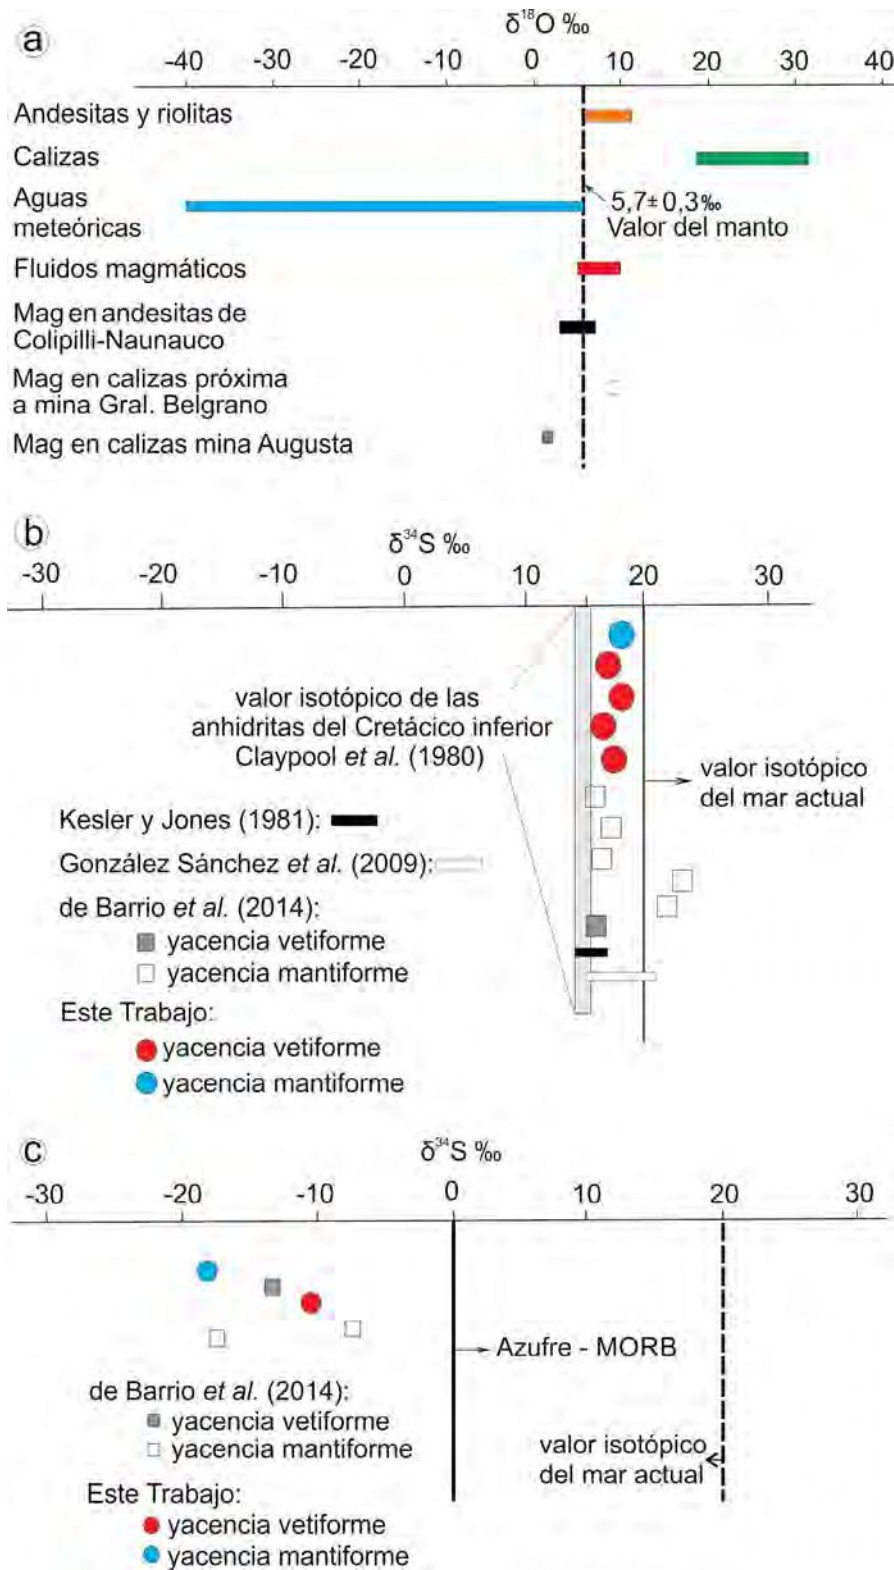 a
δ¹⁸O ‰
-40 -30 -20 -10 0 10 20 30 40
Andesitas y riolitas
Calizas
Aguas
meteóricas
5,7± 0,3‰
Valor del manto
Fluidos magmáticos
Mag en andesitas de
Colipilli-Naunauco
Mag en calizas próxima
a mina Gral. Belgrano
Mag en calizas mina Augusta
b
δ³⁴S ‰
-30 -20 -10 0 10 20 30
valor isotópico de las
anhidritas del Cretácico inferior
Claypool et al. (1980)
valor isotópico
del mar actual
Kesler y Jones (1981):
González Sánchez et al. (2009):
de Barrio et al. (2014):
yacencia vetiforme
yacencia mantiforme
Este Trabajo:
yacencia vetiforme
yacencia mantiforme
c
δ³⁴S ‰
-30 -20 -10 0 10 20 30
Azufre - MORB
de Barrio et al. (2014):
yacencia vetiforme
yacencia mantiforme
valor isotópico
del mar actual
Este Trabajo:
yacencia vetiforme
yacencia mantiforme